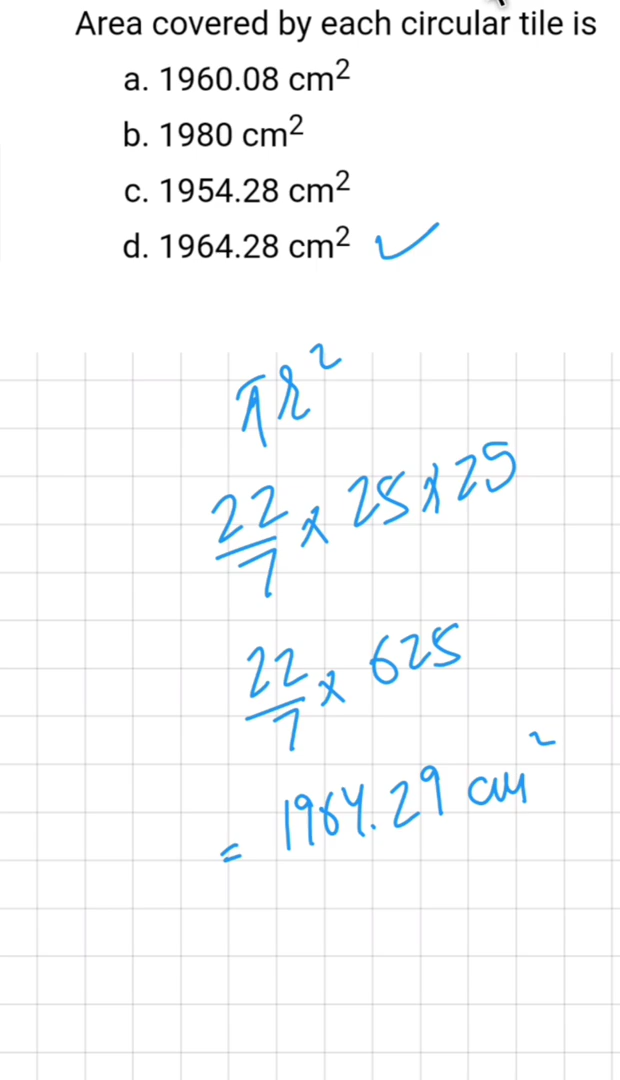 Area covered by each circular tile is
a. 1960.08 cm²
b. 1980 cm²
c. 1954.28 cm²
d. 1964.28 cm² ✓
πr²
22/7 x 25 x 25
22/7 x 625
= 1964.29 cm²